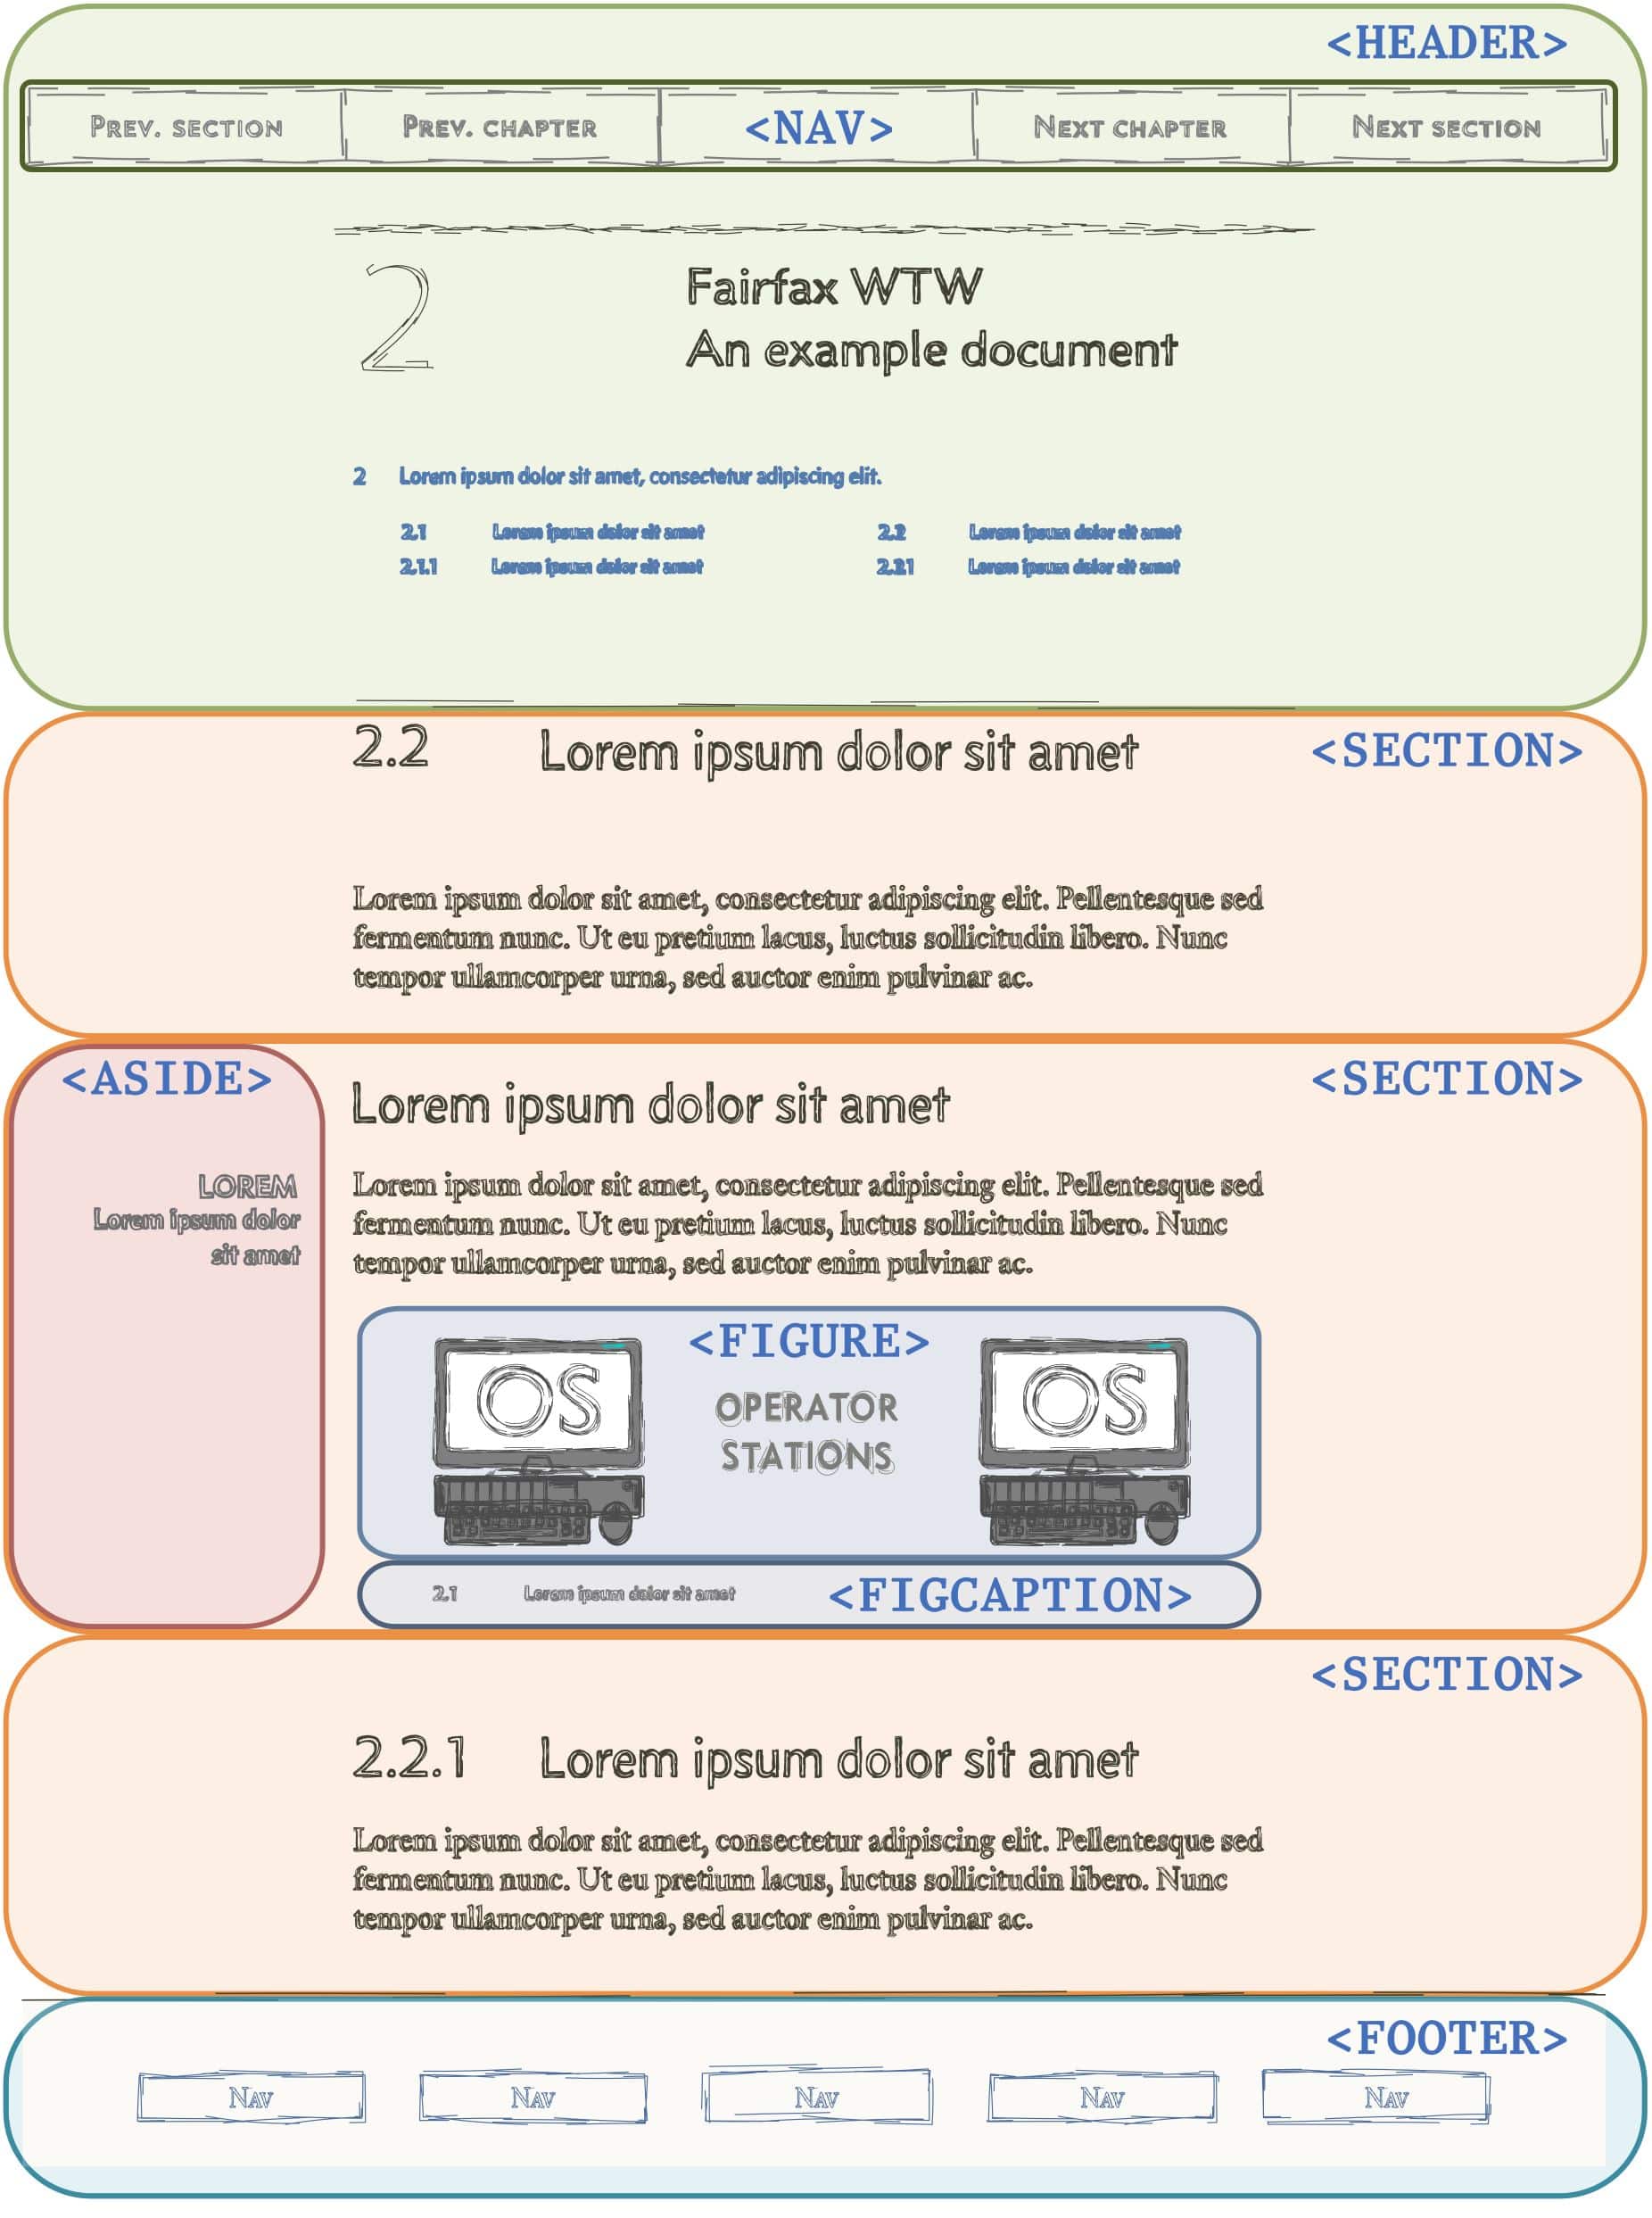 <HEADER>
PREV. SECTION PREV. CHAPTER <NAV> NEXT CHAPTER NEXT SECTION
2 Fairfax WTW
An example document
2 Lorem ipsum dolor sit amet, consectetur adipiscing elit.
2.1 Lorem ipsum dolor sit amet 2.2 Lorem ipsum dolor sit amet
2.1.1 Lorem ipsum dolor sit amet 2.2.1 Lorem ipsum dolor sit amet
2.2 Lorem ipsum dolor sit amet <SECTION>
Lorem ipsum dolor sit amet, consectetur adipiscing elit. Pellentesque sed
fermentum nunc. Ut eu pretium lacus, luctus sollicitudin libero. Nunc
tempor ullamcorper urna, sed auctor enim pulvinar ac.
<ASIDE>
LOREM
Lorem ipsum dolor
sit amet
<SECTION>
Lorem ipsum dolor sit amet
Lorem ipsum dolor sit amet, consectetur adipiscing elit. Pellentesque sed
fermentum nunc. Ut eu pretium lacus, luctus sollicitudin libero. Nunc
tempor ullamcorper urna, sed auctor enim pulvinar ac.
<FIGURE>
OS OPERATOR OS
STATIONS
2.1 Lorem ipsum dolor sit amet <FIGCAPTION>
<SECTION>
2.2.1 Lorem ipsum dolor sit amet
Lorem ipsum dolor sit amet, consectetur adipiscing elit. Pellentesque sed
fermentum nunc. Ut eu pretium lacus, luctus sollicitudin libero. Nunc
tempor ullamcorper urna, sed auctor enim pulvinar ac.
<FOOTER>
NAV NAV NAV NAV NAV